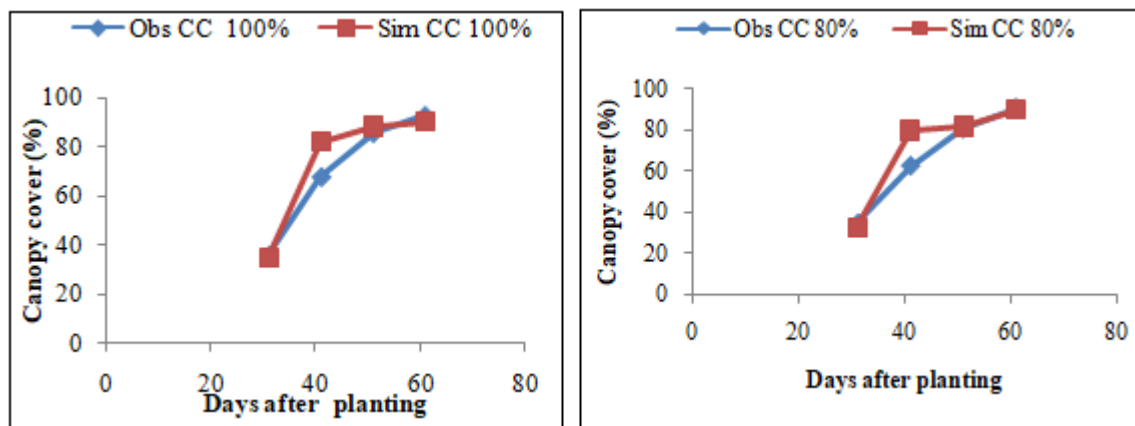 Obs CC 100% Sim CC 100%
Canopy cover (%)
100
80
60
40
20
0
0 20 40 60 80
Days after planting
Obs CC 80% Sim CC 80%
Canopy cover (%)
100
80
60
40
20
0
0 20 40 60 80
Days after planting